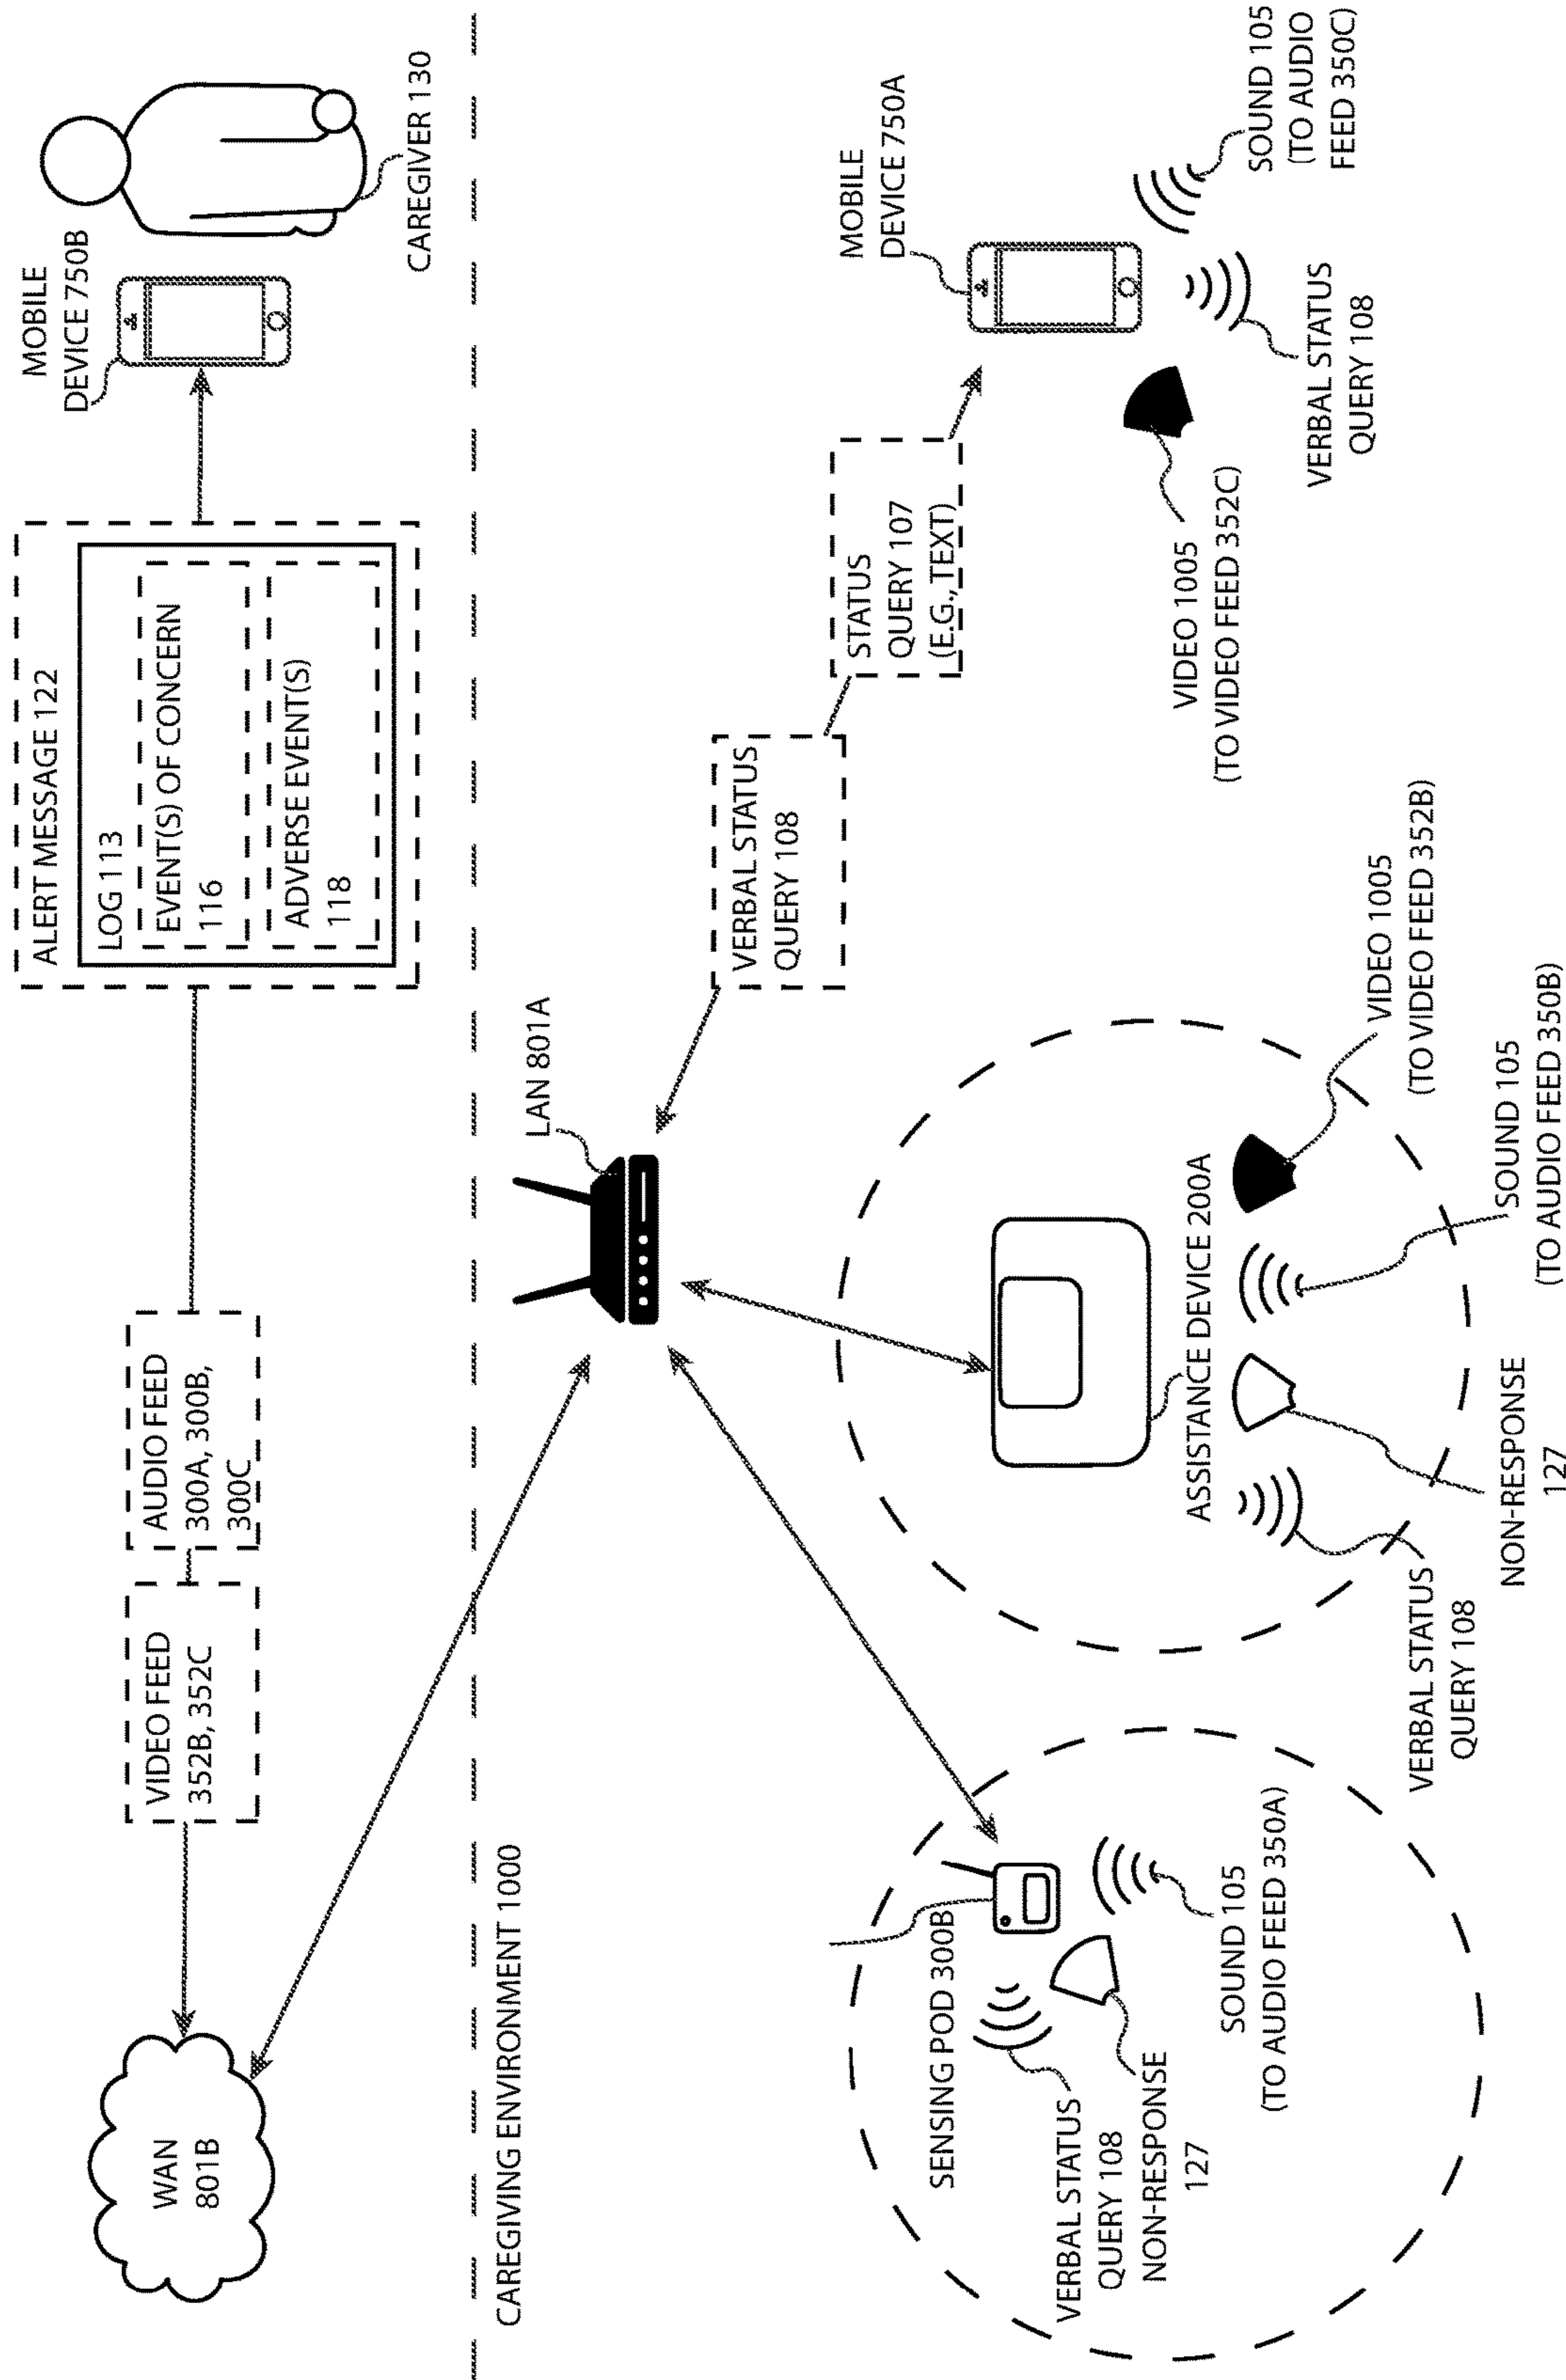 WAN
801B
VIDEO FEED
352B, 352C
AUDIO FEED
300A, 300B,
300C
ALERT MESSAGE 122
LOG 113
EVENT(S) OF CONCERN
116
ADVERSE EVENT(S)
118
MOBILE
DEVICE 750B
CAREGIVER 130
CAREGIVING ENVIRONMENT 1000
LAN 801A
VERBAL STATUS
QUERY 108
STATUS
QUERY 107
(E.G., TEXT)
MOBILE
DEVICE 750A
VIDEO 1005
(TO VIDEO FEED 352C)
VERBAL STATUS
QUERY 108
SOUND 105
(TO AUDIO
FEED 350C)
SENSING POD 300B
VERBAL STATUS
QUERY 108
NON-RESPONSE
127
SOUND 105
(TO AUDIO FEED 350A)
ASSISTANCE DEVICE 200A
VERBAL STATUS
QUERY 108
NON-RESPONSE
127
SOUND 105
(TO AUDIO FEED 350B)
VIDEO 1005
(TO VIDEO FEED 352B)